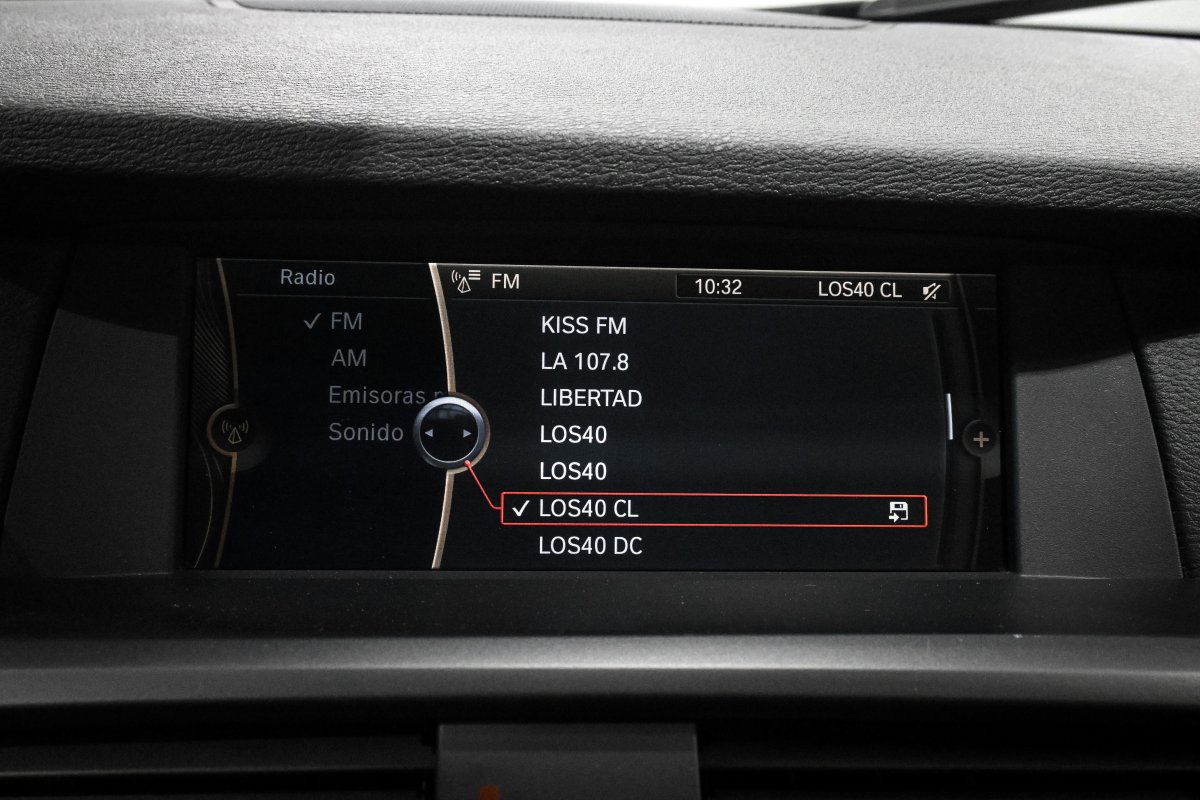 Radio
FM
AM
Emisoras
Sonido
FM
10:32
LOS40 CL
KISS FM
LA 107.8
LIBERTAD
LOS40
LOS40
LOS40 CL
LOS40 DC